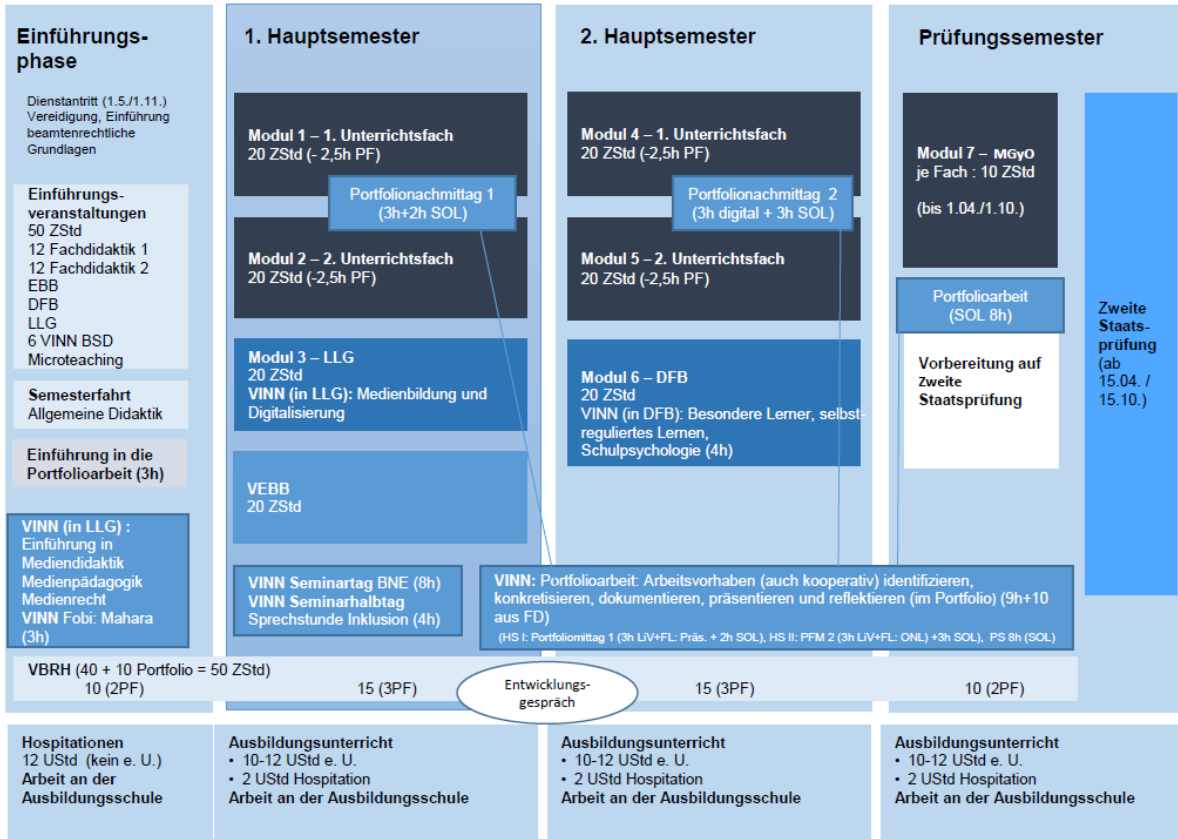 Einführungs-
phase
Dienstantritt (1.5./1.11.)
Vereidigung, Einführung
beamtenrechtliche
Grundlagen
Einführungs-
veranstaltungen
50 ZStd
12 Fachdidaktik 1
12 Fachdidaktik 2
EBB
DFB
LLG
6 VINN BSD
Microteaching
Semesterfahrt
Allgemeine Didaktik
Einführung in die
Portfolioarbeit (3h)
VINN (in LLG) :
Einführung in
Mediendidaktik
Medienpädagogik
Medienrecht
VINN Fobi: Mahara
(3h)
1. Hauptsemester
Modul 1 – 1. Unterrichtsfach
20 ZStd (- 2,5h PF)
Portfolionachmittag 1
(3h+2h SOL)
Modul 2 – 2. Unterrichtsfach
20 ZStd (-2,5h PF)
Modul 3 – LLG
20 ZStd
VINN (in LLG): Medienbildung und
Digitalisierung
VEBB
20 ZStd
VINN Seminartag BNE (8h)
VINN Seminarhalbtag
Sprechstunde Inklusion (4h)
2. Hauptsemester
Modul 4 – 1. Unterrichtsfach
20 ZStd (-2,5h PF)
Portfolionachmittag 2
(3h digital + 3h SOL)
Modul 5 – 2. Unterrichtsfach
20 ZStd (-2,5h PF)
Modul 6 – DFB
20 ZStd
VINN (in DFB): Besondere Lerner, selbst-
reguliertes Lernen,
Schulpsychologie (4h)
Prüfungssemester
Modul 7 – MGyO
je Fach : 10 ZStd
(bis 1.04./1.10.)
Portfolioarbeit
(SOL 8h)
Vorbereitung auf
Zweite
Staatsprüfung
Zweite
Staats-
prüfung
(ab
15.04. /
15.10.)
VINN: Portfolioarbeit: Arbeitsvorhaben (auch kooperativ) identifizieren,
konkretisieren, dokumentieren, präsentieren und reflektieren (im Portfolio) (9h+10
aus FD)
(HS I: Portfoliomittag 1 (3h LiV+FL: Präs. + 2h SOL), HS II: PFM 2 (3h LiV+FL: ONL) +3h SOL), PS 8h (SOL)
VBRH (40 + 10 Portfolio = 50 ZStd)
10 (2PF)
15 (3PF)
Entwicklungs-
gespräch
15 (3PF)
10 (2PF)
Hospitationen
12 UStd (kein e. U.)
Arbeit an der
Ausbildungsschule
Ausbildungsunterricht
• 10-12 UStd e. U.
• 2 UStd Hospitation
Arbeit an der Ausbildungsschule
Ausbildungsunterricht
• 10-12 UStd e. U.
• 2 UStd Hospitation
Arbeit an der Ausbildungsschule
Ausbildungsunterricht
• 10-12 UStd e. U.
• 2 UStd Hospitation
Arbeit an der Ausbildungsschule